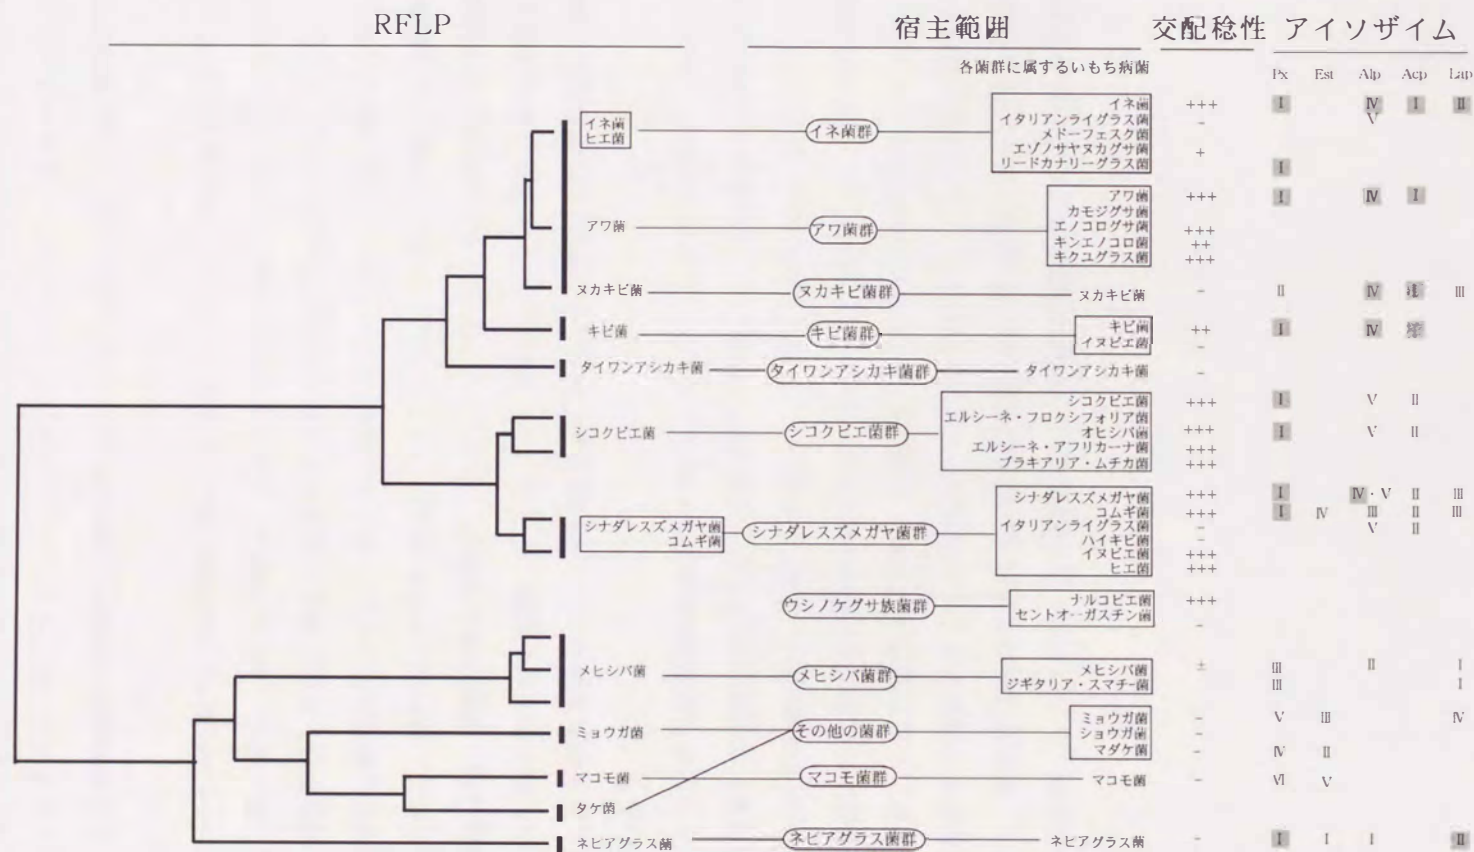 RFLP 宿主範囲 交配稔性 アイソザイム
各菌群に属するいもち病菌
Px Est Alp Acp Lap
イネ菌
ヒエ菌
イネ菌群
イネ菌 +++ I Ⅳ I Ⅱ
イタリアンライグラス菌 - V
メドーフェスク菌
エゾノサヤヌカグサ菌 +
リードカナリーグラス菌 I
アワ菌
アワ菌群
アワ菌 +++ I Ⅳ I
カモジグサ菌
エノコログサ菌 +++
キンエノコロ菌 ++
キクユグラス菌 +++
ヌカキビ菌 ヌカキビ菌群 ヌカキビ菌 - Ⅱ Ⅳ Ⅲ
キビ菌 キビ菌群
キビ菌 ++ I Ⅳ
イヌビエ菌 -
タイワンアシカキ菌 タイワンアシカキ菌群 タイワンアシカキ菌 -
シコクビエ菌 シコクビエ菌群
シコクビエ菌 +++ I V Ⅱ
エルシーネ・フロクシフォリア菌
オヒシバ菌 +++ I V Ⅱ
エルシーネ・アフリカーナ菌 +++
ブラキアリア・ムチカ菌 +++
シナダレスズメガヤ菌
コムギ菌
シナダレスズメガヤ菌群
シナダレスズメガヤ菌 +++ I Ⅳ・V Ⅱ Ⅲ
コムギ菌 +++ I Ⅳ Ⅲ Ⅱ Ⅲ
イタリアンライグラス菌 - V Ⅱ
ハイキビ菌 -
イヌビエ菌 +++
ヒエ菌 +++
ウシノケグサ族菌群
ナルコビエ菌 +++
セントオーガスチン菌 -
メヒシバ菌 メヒシバ菌群
メヒシバ菌 ± Ⅲ Ⅱ I
ジギタリア・スマチー菌 Ⅲ I
ミョウガ菌 その他の菌群
ミョウガ菌 - V Ⅲ Ⅳ
ショウガ菌 -
マダケ菌 Ⅳ Ⅱ
マコモ菌 マコモ菌群 マコモ菌 - Ⅵ V
タケ菌
ネピアグラス菌 ネピアグラス菌群 ネピアグラス菌 - I I I Ⅱ